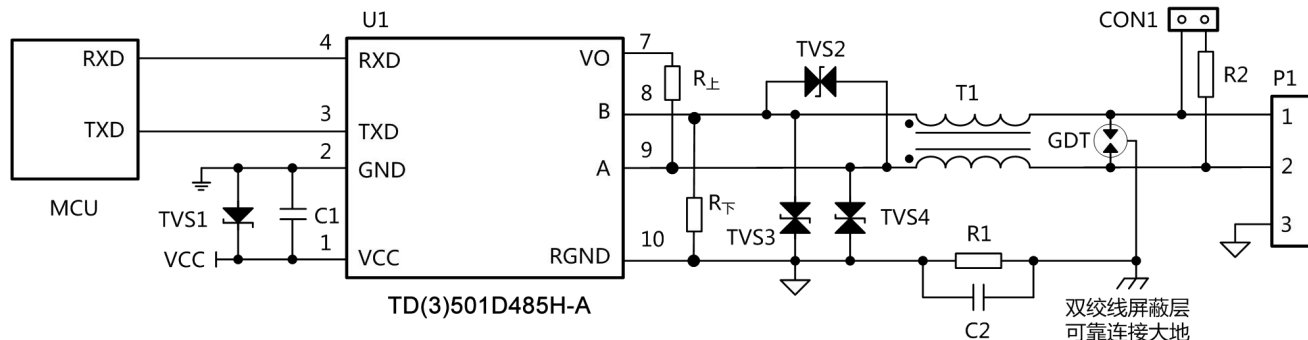 U1
CON1
4
7
TVS2
RXD
RXD
VO
R上
R2
P1
8
T1
3
B
1
TXD
TXD
GDT
2
9
GND
A
2
MCU
TVS1
C1
R下
TVS3
TVS4
3
1
10
R1
VCC
VCC
RGND
TD(3)501D485H-A
C2
双绞线屏蔽层
可靠连接大地